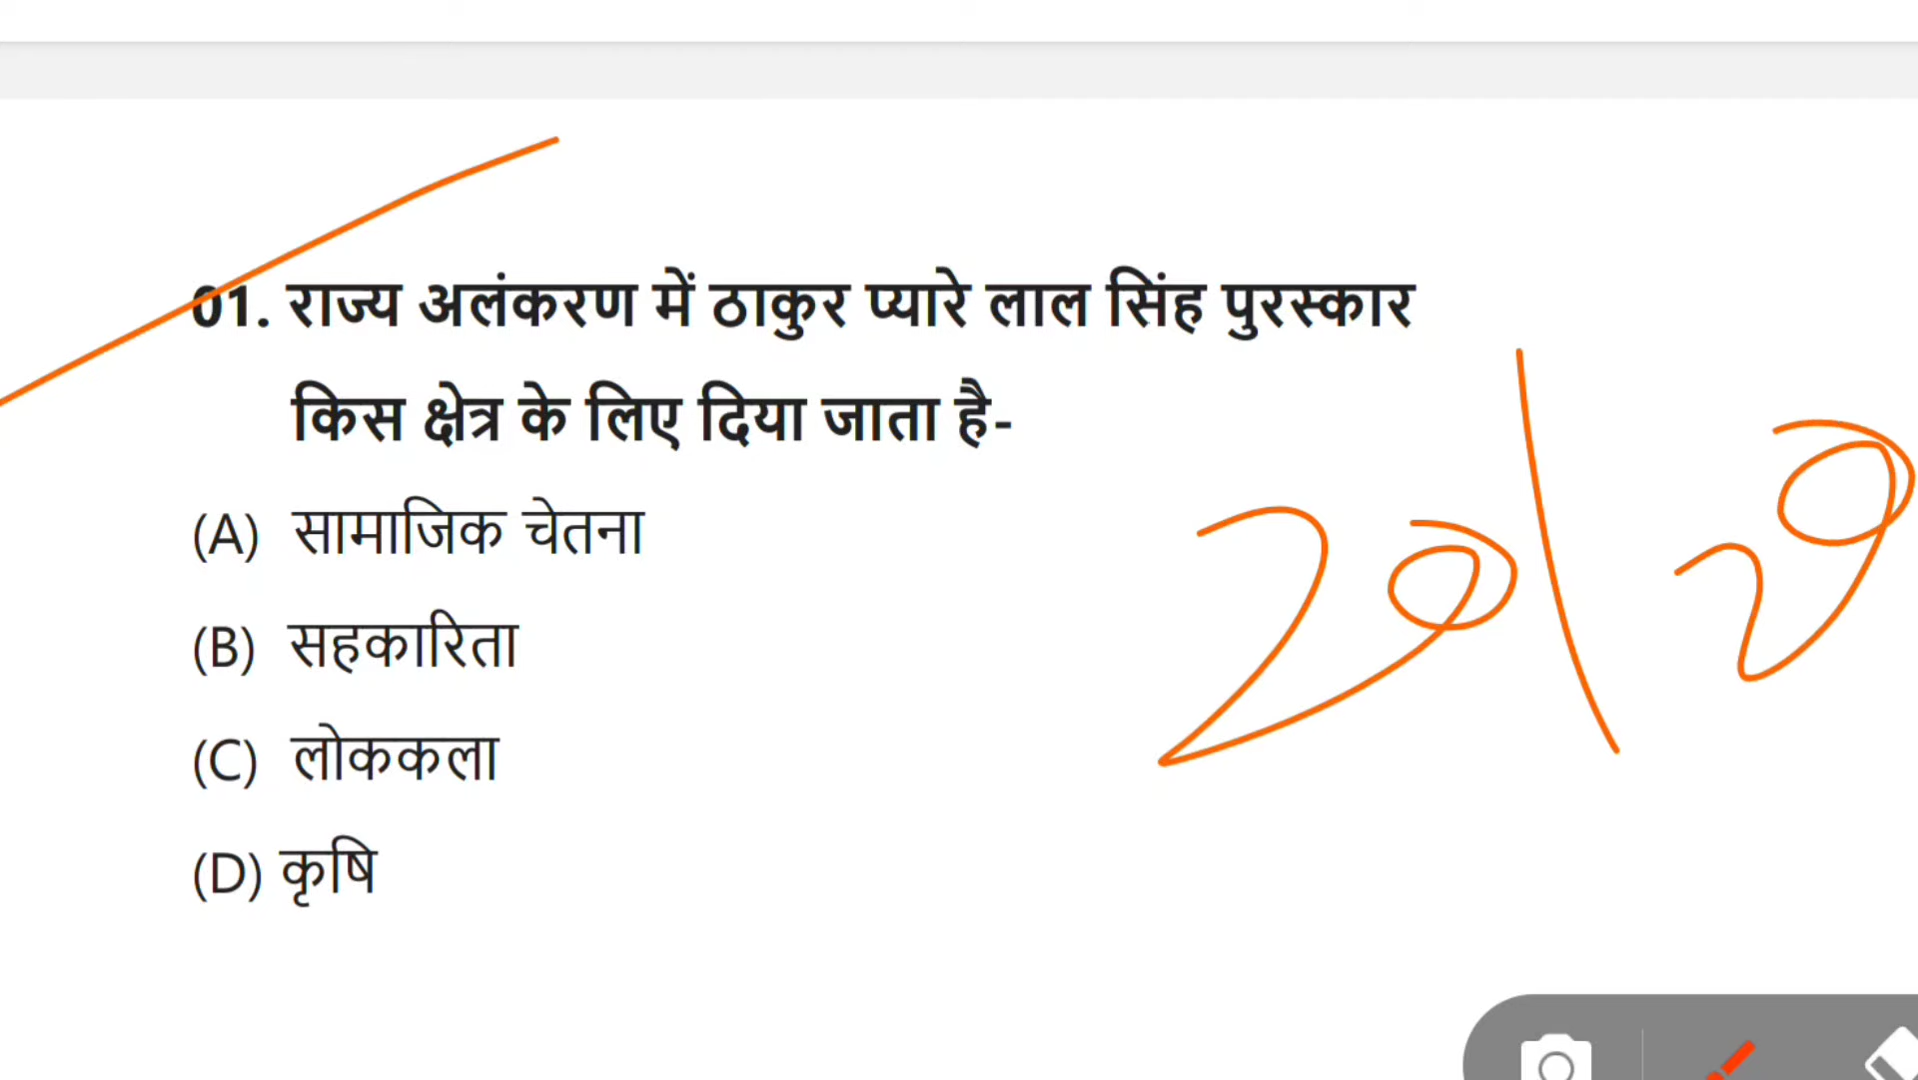 01. राज्य अलंकरण में ठाकुर प्यारे लाल सिंह पुरस्कार
किस क्षेत्र के लिए दिया जाता है-
(A) सामाजिक चेतना
(B) सहकारिता
(C) लोककला
(D) कृषि